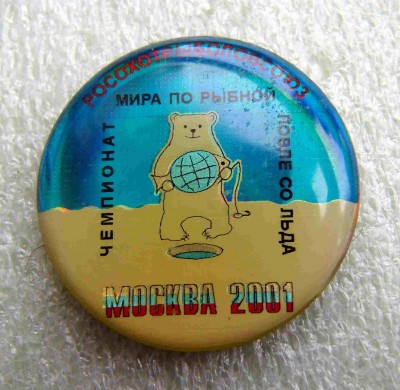 РОСОХОТРЫБОЛОВСОЮЗ
ЧЕМПИОНАТ
МИРА ПО РЫБНОЙ
ЛОВЛЕ СО ЛЬДА
МОСКВА 2001